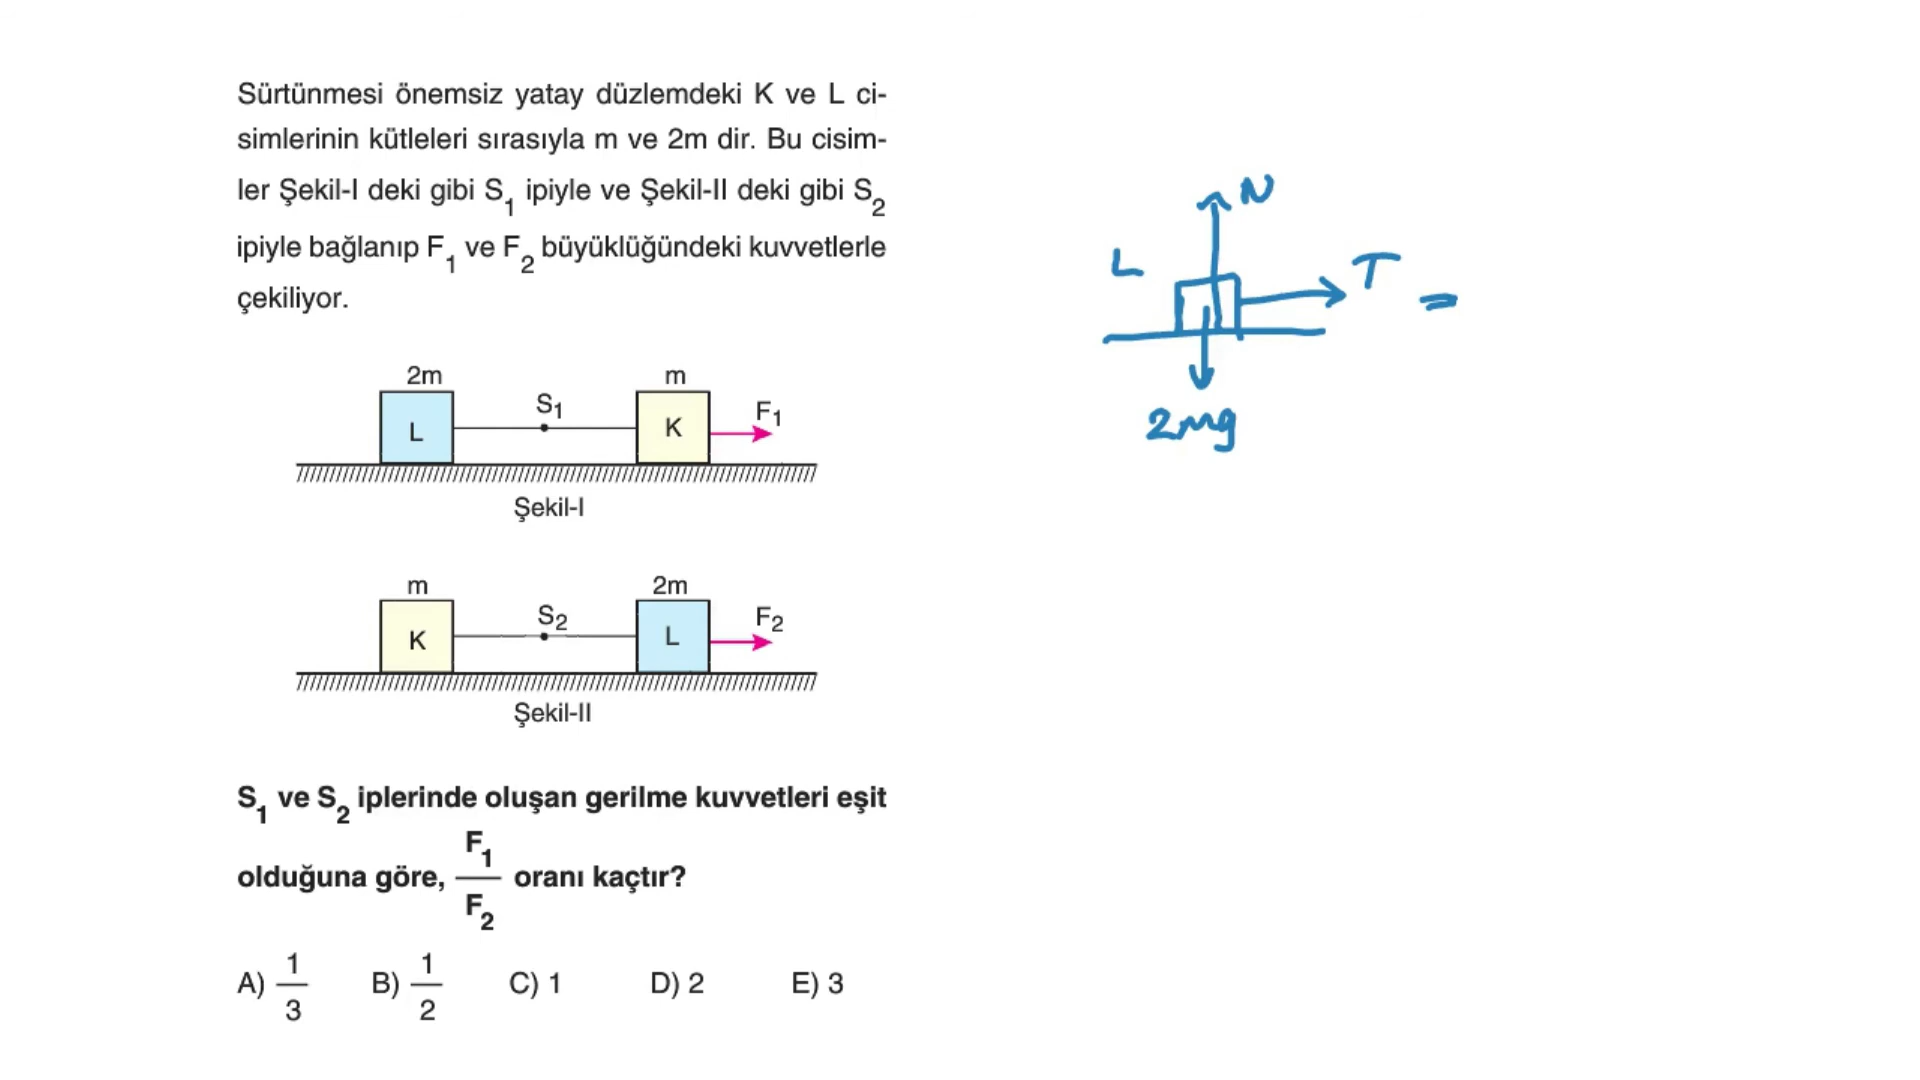 Sürtünmesi önemsiz yatay düzlemdeki K ve L ci-
simlerinin kütleleri sırasıyla m ve 2m dir. Bu cisim-
ler Şekil-I deki gibi S1 ipiyle ve Şekil-II deki gibi S2
ipiyle bağlanıp F1 ve F2 büyüklüğündeki kuvvetlerle
çekiliyor.
2m
m
S1
F1
L
K
Şekil-I
m
2m
S2
F2
K
L
Şekil-II
S1 ve S2 iplerinde oluşan gerilme kuvvetleri eşit
olduğuna göre, F1/F2 oranı kaçtır?
A) 1/3 B) 1/2 C) 1 D) 2 E) 3
N
L
T =
2mg